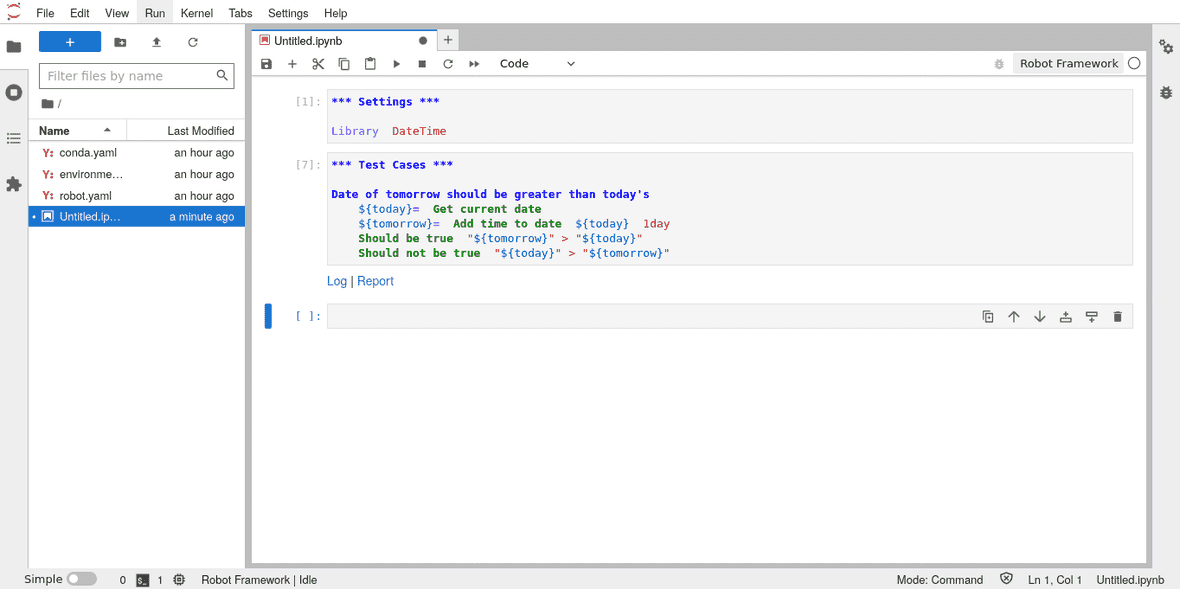 File Edit View Run Kernel Tabs Settings Help
+
Filter files by name
/
Name Last Modified
Y: conda.yaml an hour ago
Y: environme… an hour ago
Y: robot.yaml an hour ago
Untitled.ip… a minute ago
Untitled.ipynb
+
Code
Robot Framework
[1]:
*** Settings ***
Library  DateTime
[7]:
*** Test Cases ***
Date of tomorrow should be greater than today's
    ${today}=  Get current date
    ${tomorrow}=  Add time to date  ${today}  1day
    Should be true  "${tomorrow}" > "${today}"
    Should not be true  "${today}" > "${tomorrow}"
Log | Report
[ ]:
Simple 0 $_ 1 Robot Framework | Idle Mode: Command Ln 1, Col 1 Untitled.ipynb